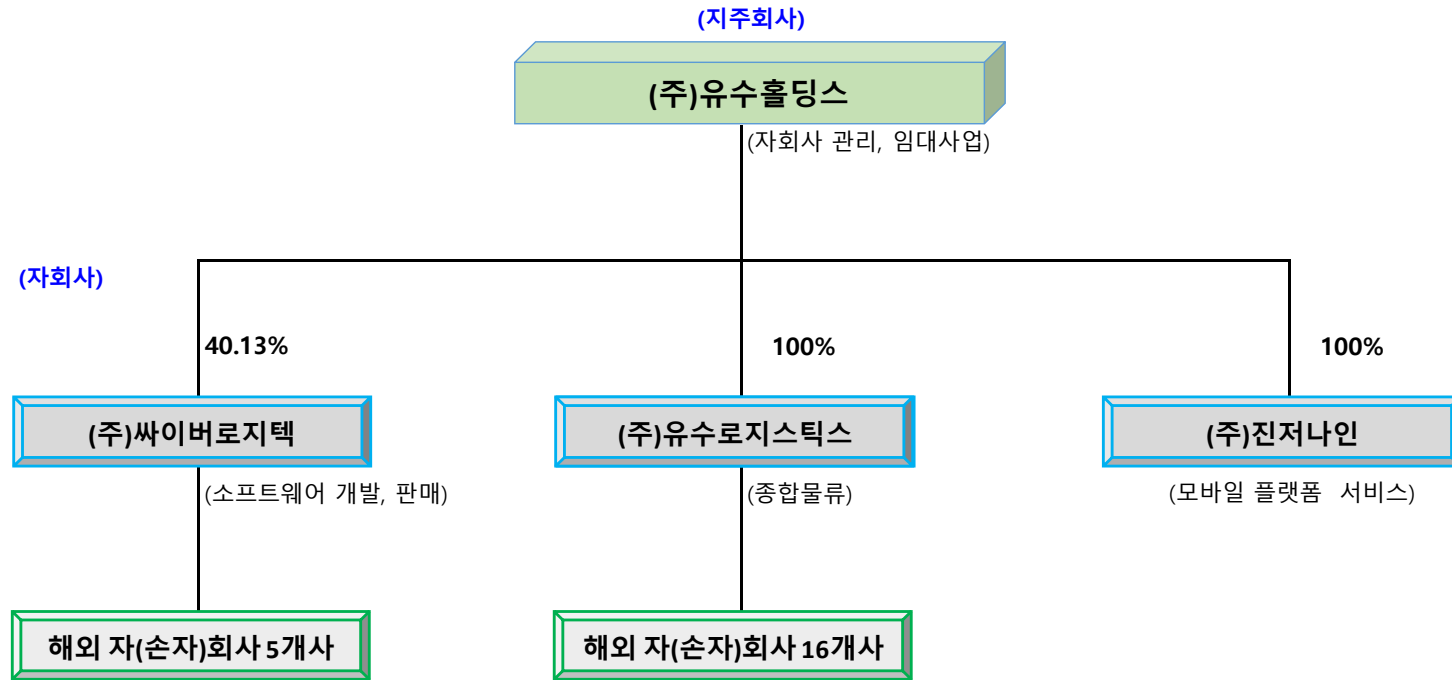 (지주회사)
(주)유수홀딩스
(자회사 관리, 임대사업)
(자회사)
40.13%
100%
100%
(주)싸이버로지텍
(주)유수로지스틱스
(주)진저나인
(소프트웨어 개발, 판매)
(종합물류)
(모바일 플랫폼 서비스)
해외 자(손자)회사 5개사
해외 자(손자)회사 16개사